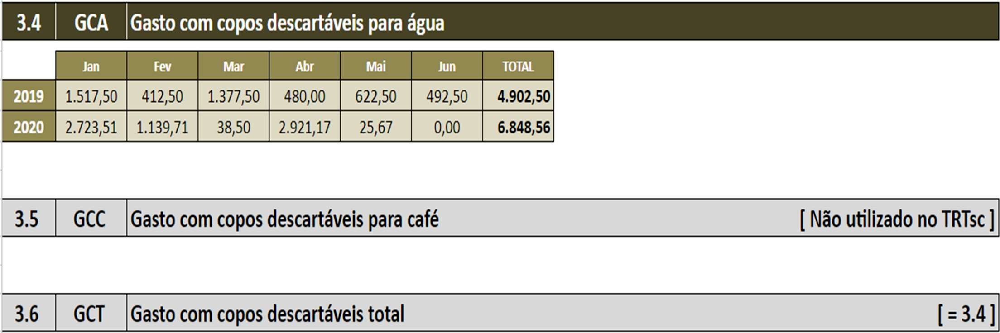 3.4 GCA Gasto com copos descartáveis para água
Jan Fev Mar Abr Mai Jun TOTAL
2019 1.517,50 412,50 1.377,50 480,00 622,50 492,50 4.902,50
2020 2.723,51 1.139,71 38,50 2.921,17 25,67 0,00 6.848,56
3.5 GCC Gasto com copos descartáveis para café [ Não utilizado no TRTsc ]
3.6 GCT Gasto com copos descartáveis total [ = 3.4 ]